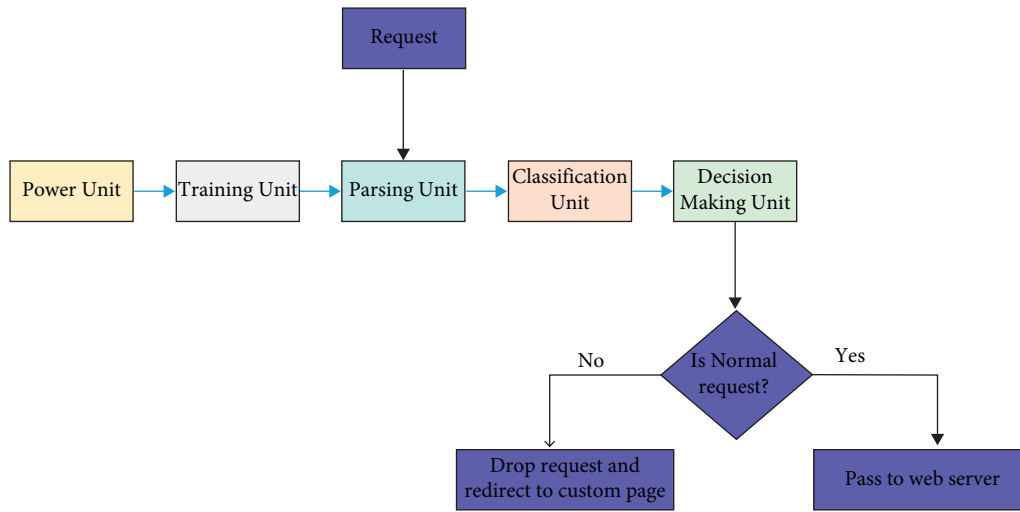 Request
Power Unit
Training Unit
Parsing Unit
Classification
Unit
Decision
Making Unit
Is Normal
request?
No
Yes
Drop request and
redirect to custom page
Pass to web server